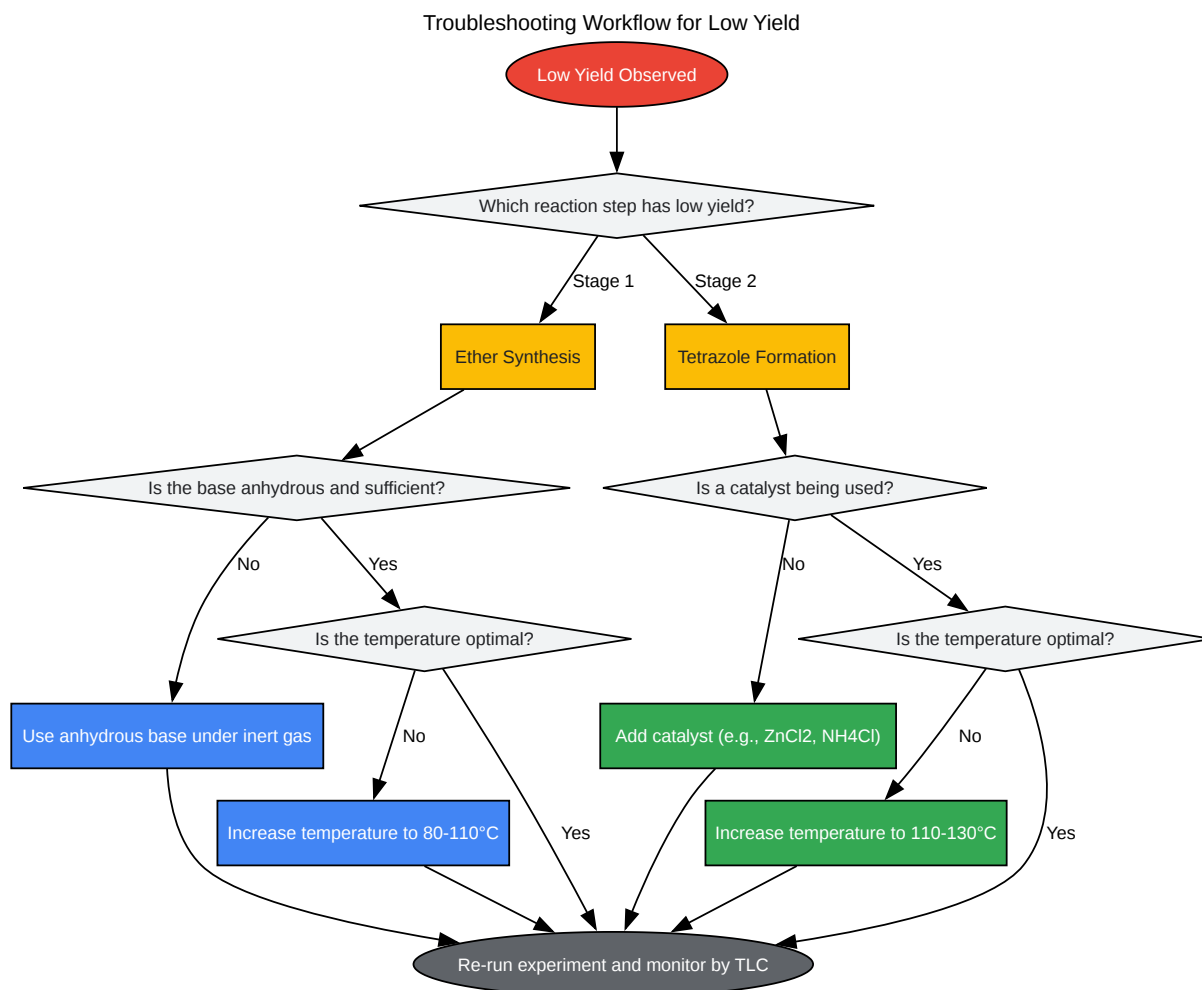 Troubleshooting Workflow for Low Yield
Low Yield Observed
Which reaction step has low yield?
Stage 1
Stage 2
Ether Synthesis
Tetrazole Formation
Is the base anhydrous and sufficient?
Is a catalyst being used?
No
Yes
No
Yes
Is the temperature optimal?
Is the temperature optimal?
Use anhydrous base under inert gas
No
Add catalyst (e.g., ZnCl2, NH4Cl)
No
Increase temperature to 80-110°C
Yes
Increase temperature to 110-130°C
Yes
Re-run experiment and monitor by TLC